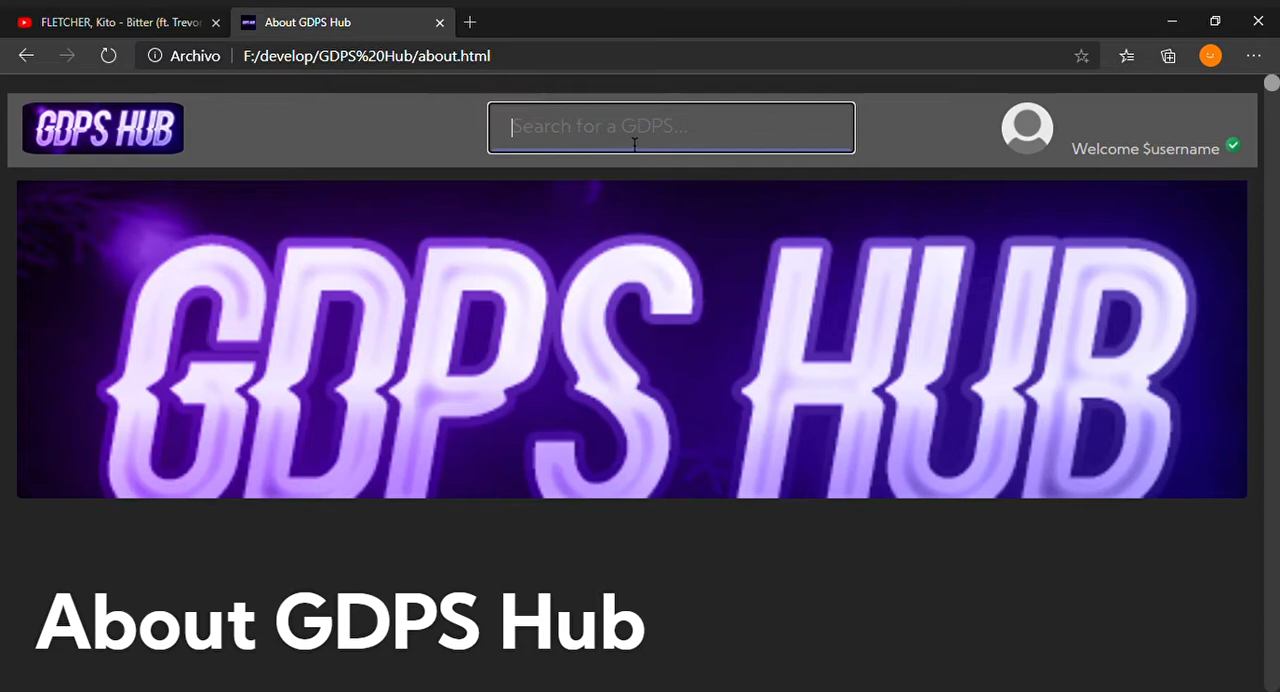 FLETCHER, Kito - Bitter (ft. Trevor
About GDPS Hub
Archivo
F:/develop/GDPS%20Hub/about.html
GDPS HUB
Search for a GDPS...
Welcome $username
GDPS HUB
About GDPS Hub